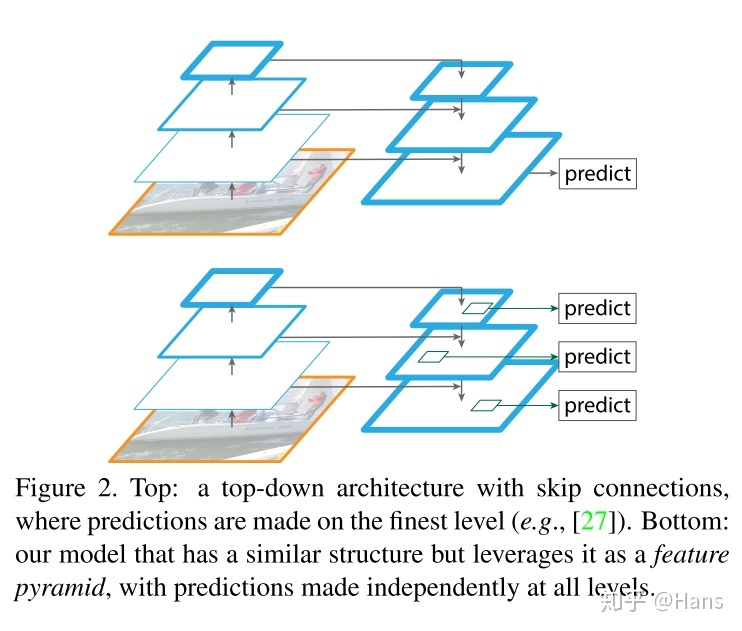 predict
predict
predict
predict
Figure 2. Top: a top-down architecture with skip connections,
where predictions are made on the finest level (e.g., [27]). Bottom:
our model that has a similar structure but leverages it as a feature
pyramid, with predictions made independently at all levels.
知乎 @Hans